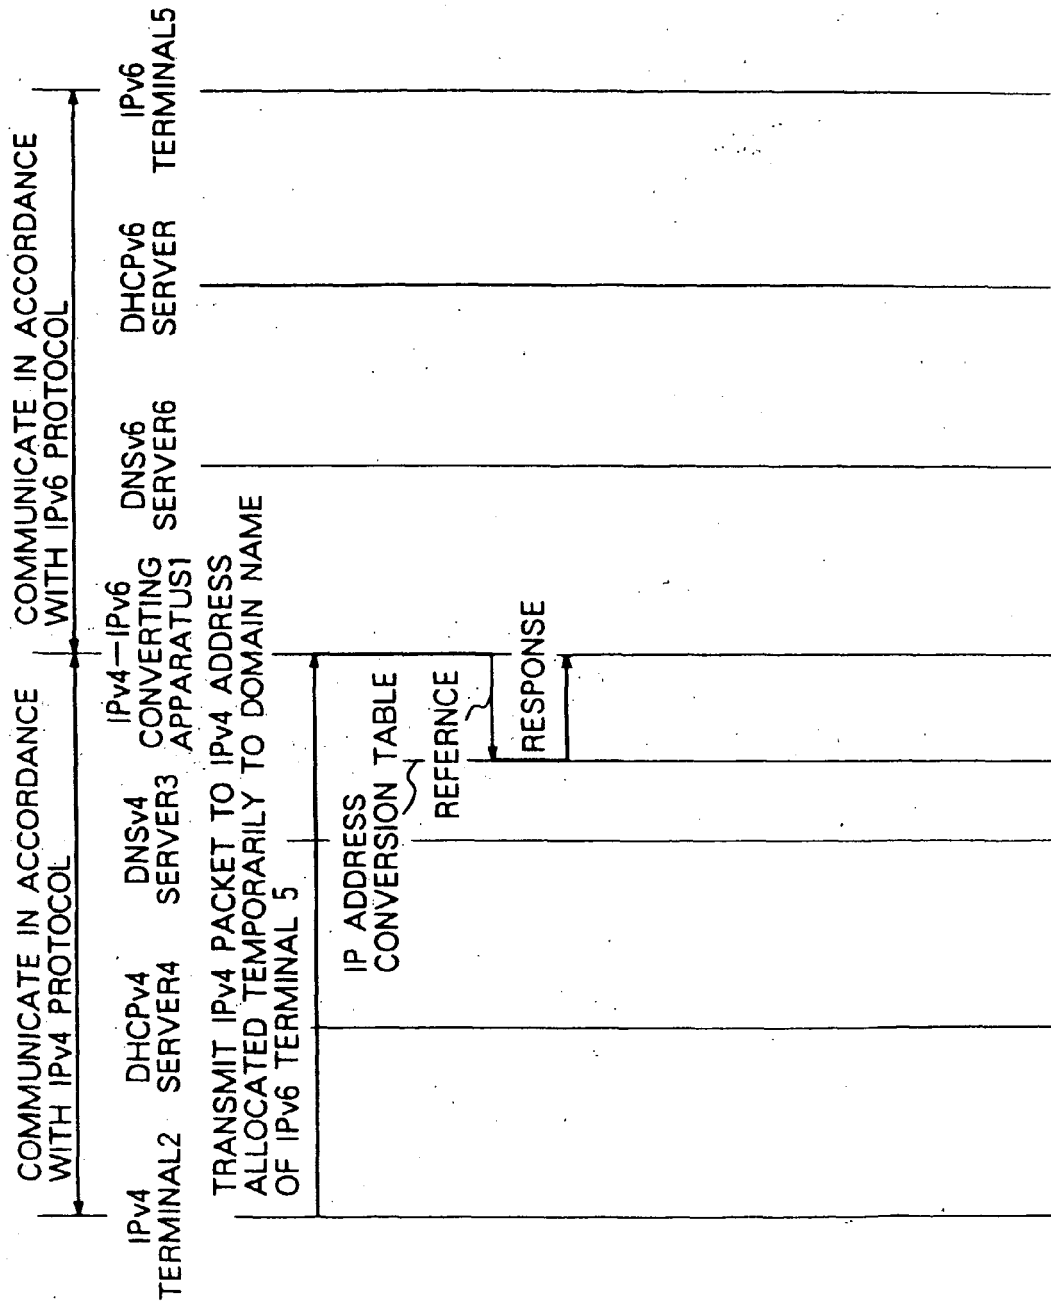 COMMUNICATE IN ACCORDANCE
WITH IPv4 PROTOCOL
COMMUNICATE IN ACCORDANCE
WITH IPv6 PROTOCOL
IPv4
TERMINAL2
DHCPv4
SERVER4
DNSv4
SERVER3
IPv4—IPv6
CONVERTING
APPARATUS1
DNSv6
SERVER6
DHCPv6
SERVER
IPv6
TERMINAL5
TRANSMIT IPv4 PACKET TO IPv4 ADDRESS
ALLOCATED TEMPORARILY TO DOMAIN NAME
OF IPv6 TERMINAL 5
IP ADDRESS
CONVERSION TABLE
REFERNCE
RESPONSE